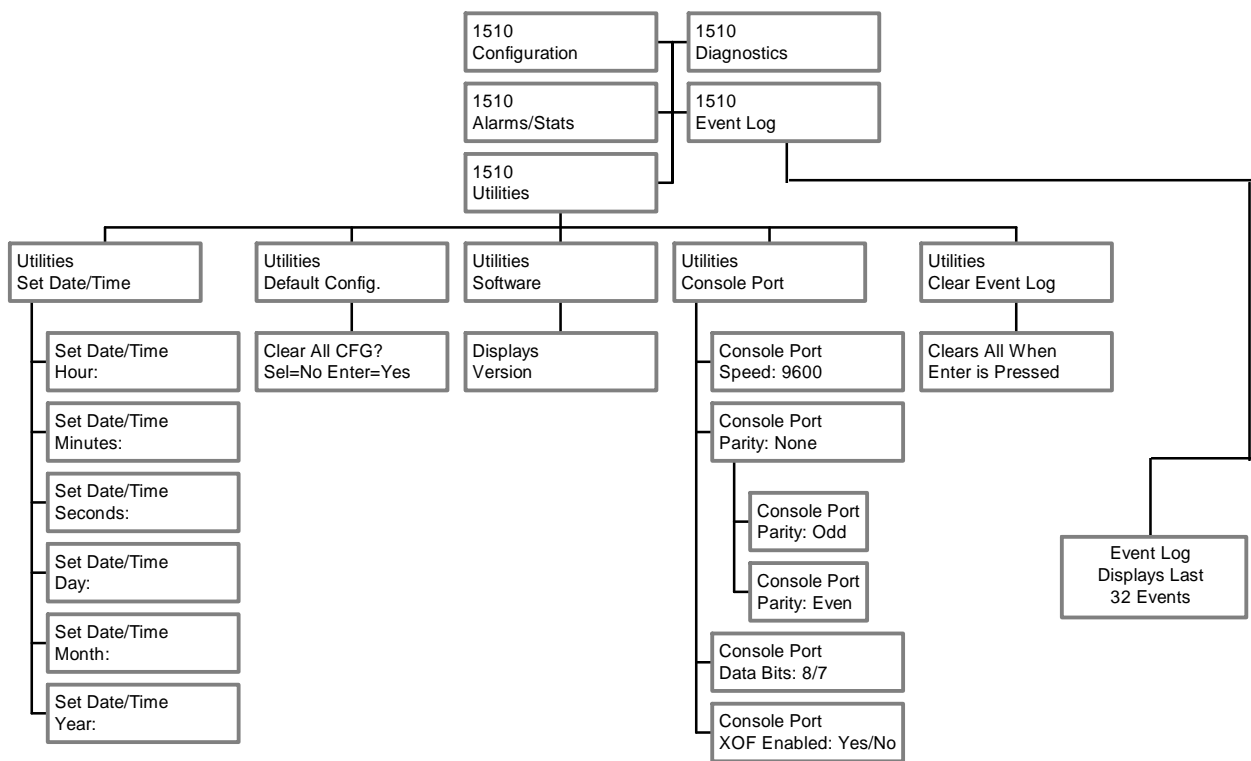 1510
Configuration
1510
Diagnostics
1510
Alarms/Stats
1510
Event Log
1510
Utilities
Utilities
Set Date/Time
Utilities
Default Config.
Utilities
Software
Utilities
Console Port
Utilities
Clear Event Log
Set Date/Time
Hour:
Set Date/Time
Minutes:
Set Date/Time
Seconds:
Set Date/Time
Day:
Set Date/Time
Month:
Set Date/Time
Year:
Clear All CFG?
Sel=No Enter=Yes
Displays
Version
Console Port
Speed: 9600
Console Port
Parity: None
Console Port
Parity: Odd
Console Port
Parity: Even
Console Port
Data Bits: 8/7
Console Port
XOF Enabled: Yes/No
Clears All When
Enter is Pressed
Event Log
Displays Last
32 Events